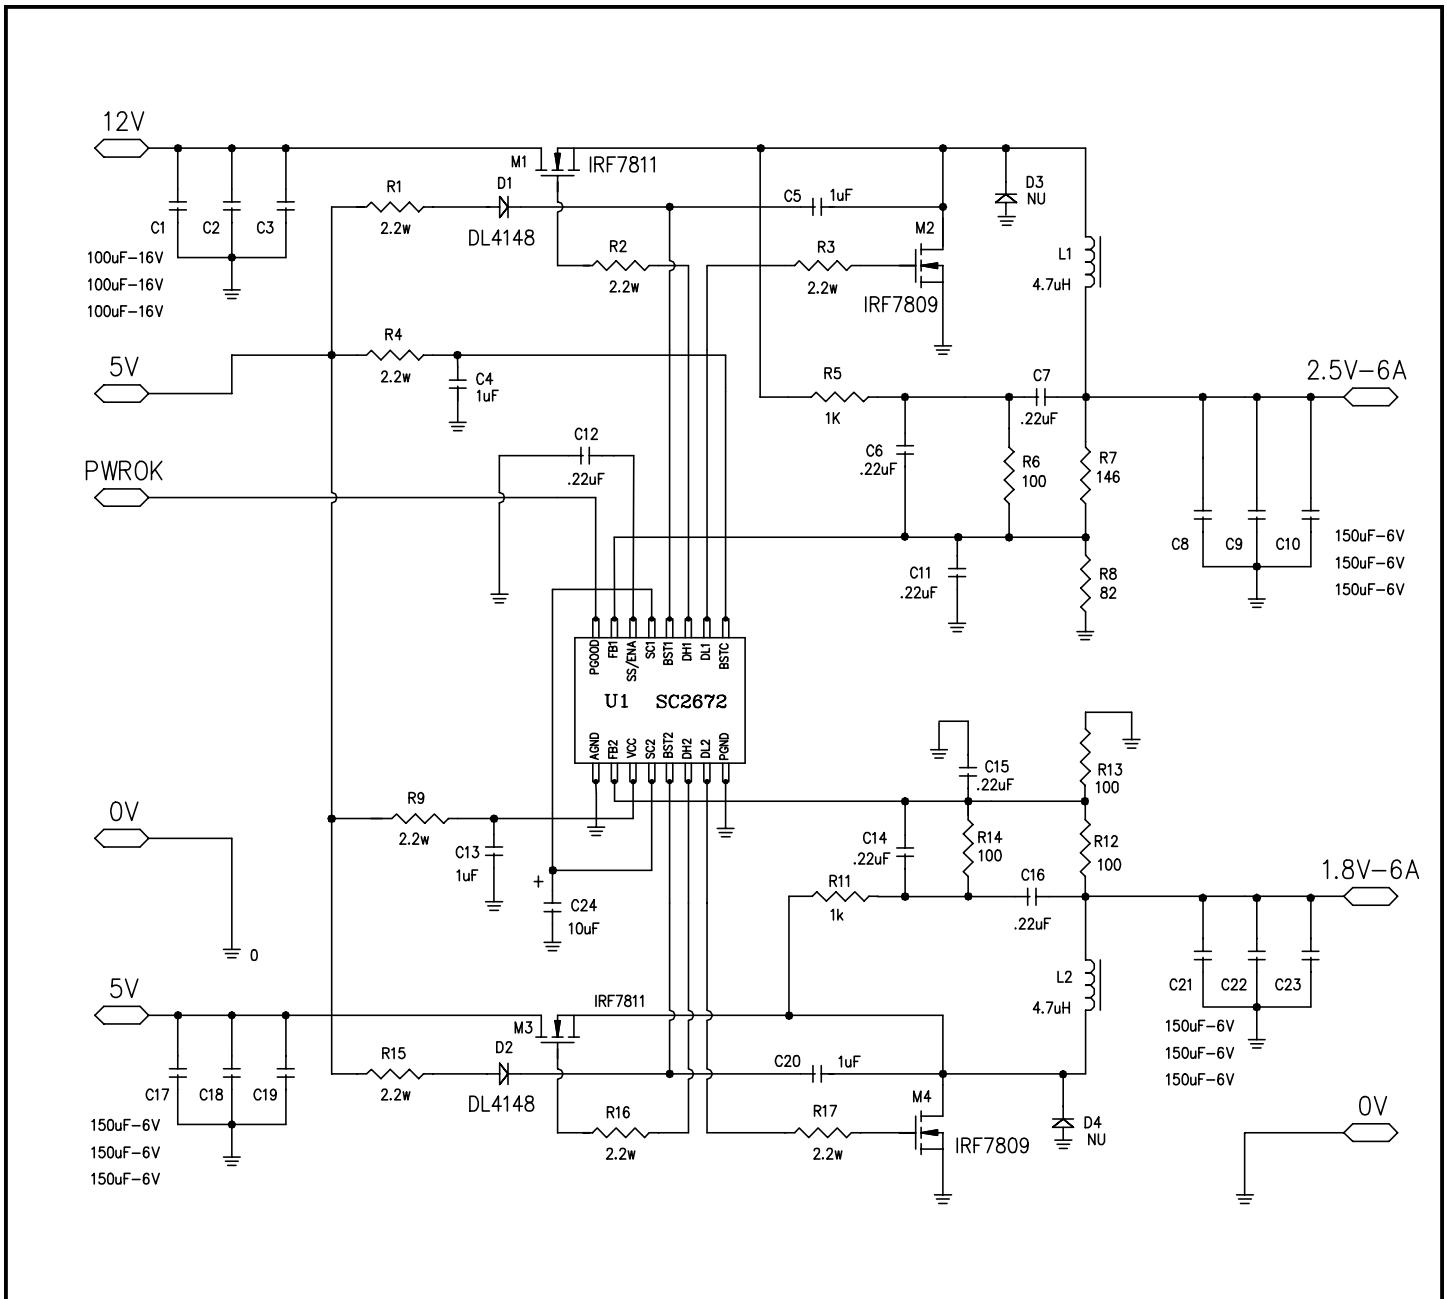 12V
M1
IRF7811
R1
2.2w
D1
DL4148
C5
1uF
D3
NU
C1
C2
C3
100uF-16V
100uF-16V
100uF-16V
R2
2.2w
R3
2.2w
M2
IRF7809
L1
4.7uH
5V
R4
2.2w
C4
1uF
R5
1K
C7
.22uF
2.5V-6A
PWROK
C12
.22uF
C6
.22uF
R6
100
R7
146
C8
C9
C10
150uF-6V
150uF-6V
150uF-6V
C11
.22uF
R8
82
PGOOD
FB1
SS/ENA
SC1
BST1
DH1
DL1
BSTC
U1
SC2672
AGND
FB2
VCC
SC2
BST2
DH2
DL2
PGND
C15
.22uF
R13
100
0V
R9
2.2w
C13
1uF
C14
.22uF
R14
100
R12
100
1.8V-6A
+
C24
10uF
R11
1k
C16
.22uF
0
5V
M3
IRF7811
L2
4.7uH
C21
C22
C23
150uF-6V
150uF-6V
150uF-6V
R15
2.2w
D2
DL4148
C20
1uF
C17
C18
C19
150uF-6V
150uF-6V
150uF-6V
R16
2.2w
R17
2.2w
M4
IRF7809
D4
NU
0V